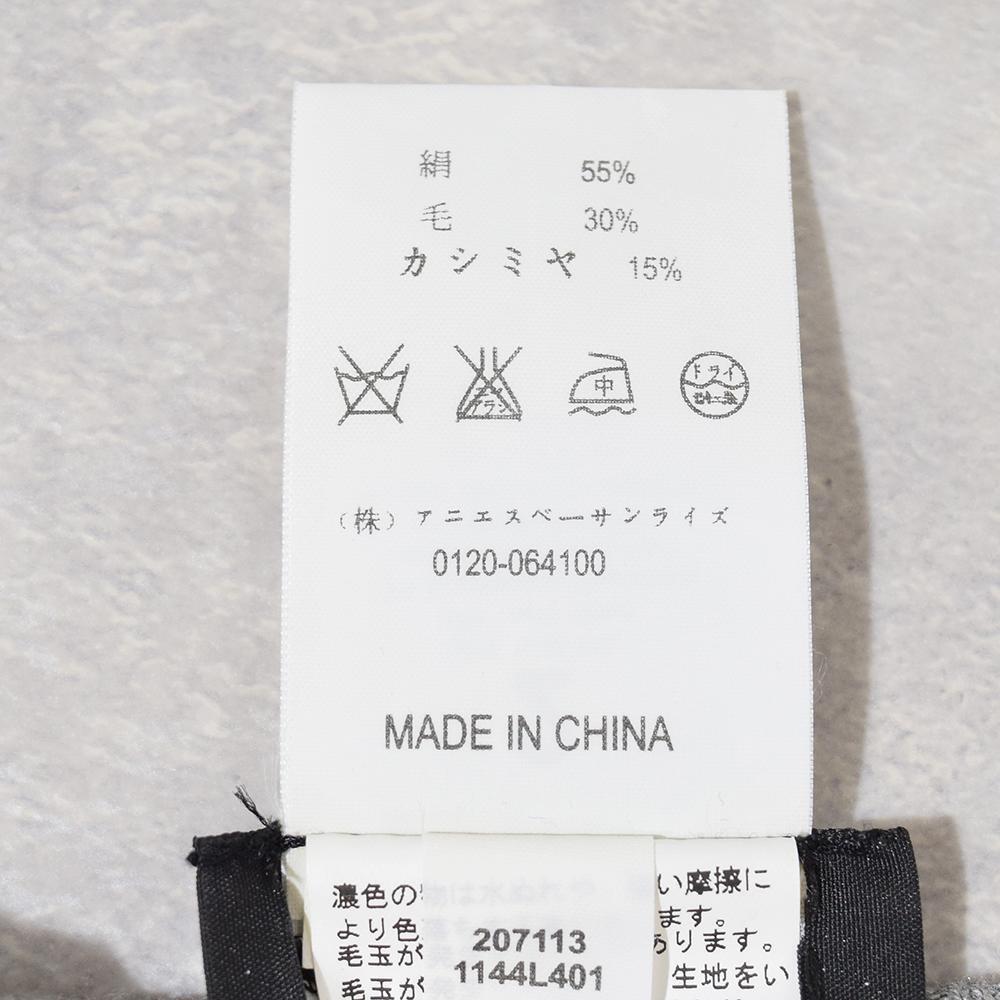 絹 55%
毛 30%
カシミヤ 15%
中 ドライ
(株)アニエスベーサンライズ
0120-064100
MADE IN CHINA
濃色の 物は水ぬれや い摩擦に
より色 ます。
毛玉が あります。
毛玉が 生地をい
207113
1144L401